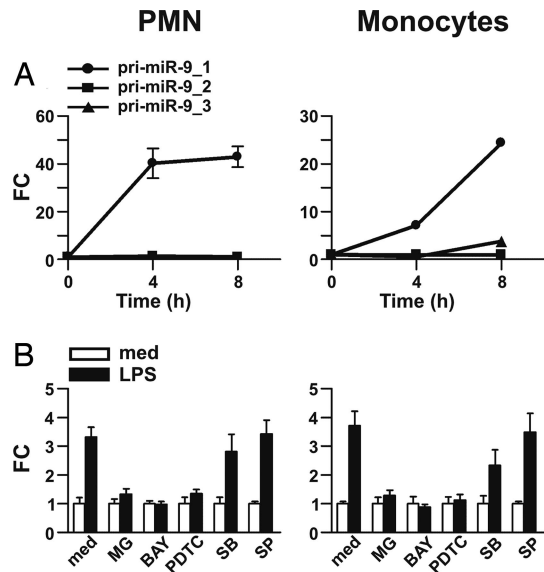 PMN
Monocytes
A
pri-miR-9_1
pri-miR-9_2
pri-miR-9_3
FC
60
40
20
0
0 4 8
Time (h)
30
20
10
0
0 4 8
Time (h)
B
med
LPS
FC
5
4
3
2
1
0
med MG BAY PDTC SB SP
5
4
3
2
1
0
med MG BAY PDTC SB SP